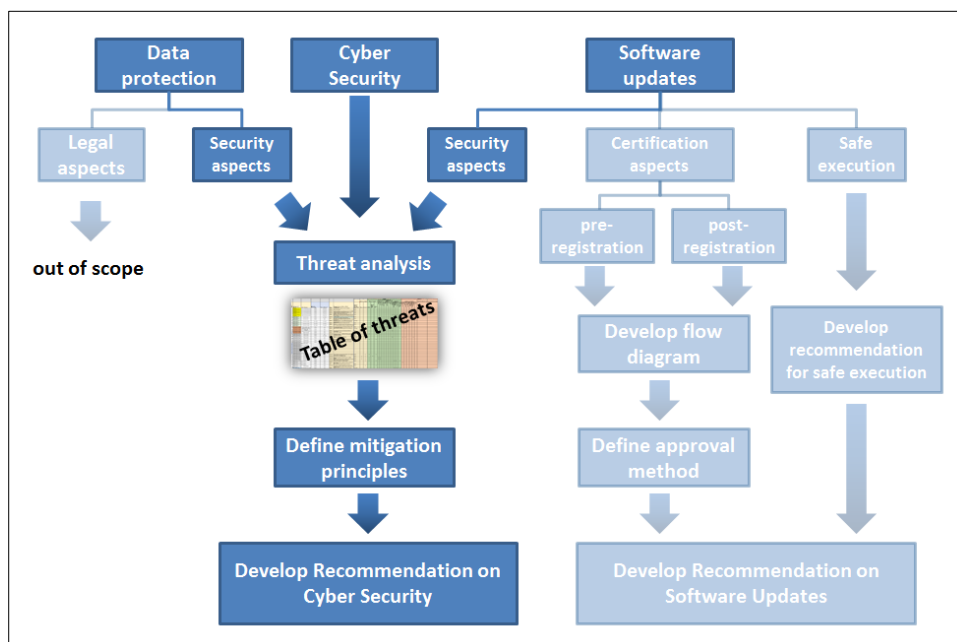 Data
protection
Cyber
Security
Software
updates
Legal
aspects
Security
aspects
Security
aspects
Certification
aspects
Safe
execution
pre-
registration
post-
registration
out of scope
Threat analysis
Table of threats
Develop flow
diagram
Develop
recommendation
for safe execution
Define mitigation
principles
Define approval
method
Develop Recommendation on
Cyber Security
Develop Recommendation on
Software Updates